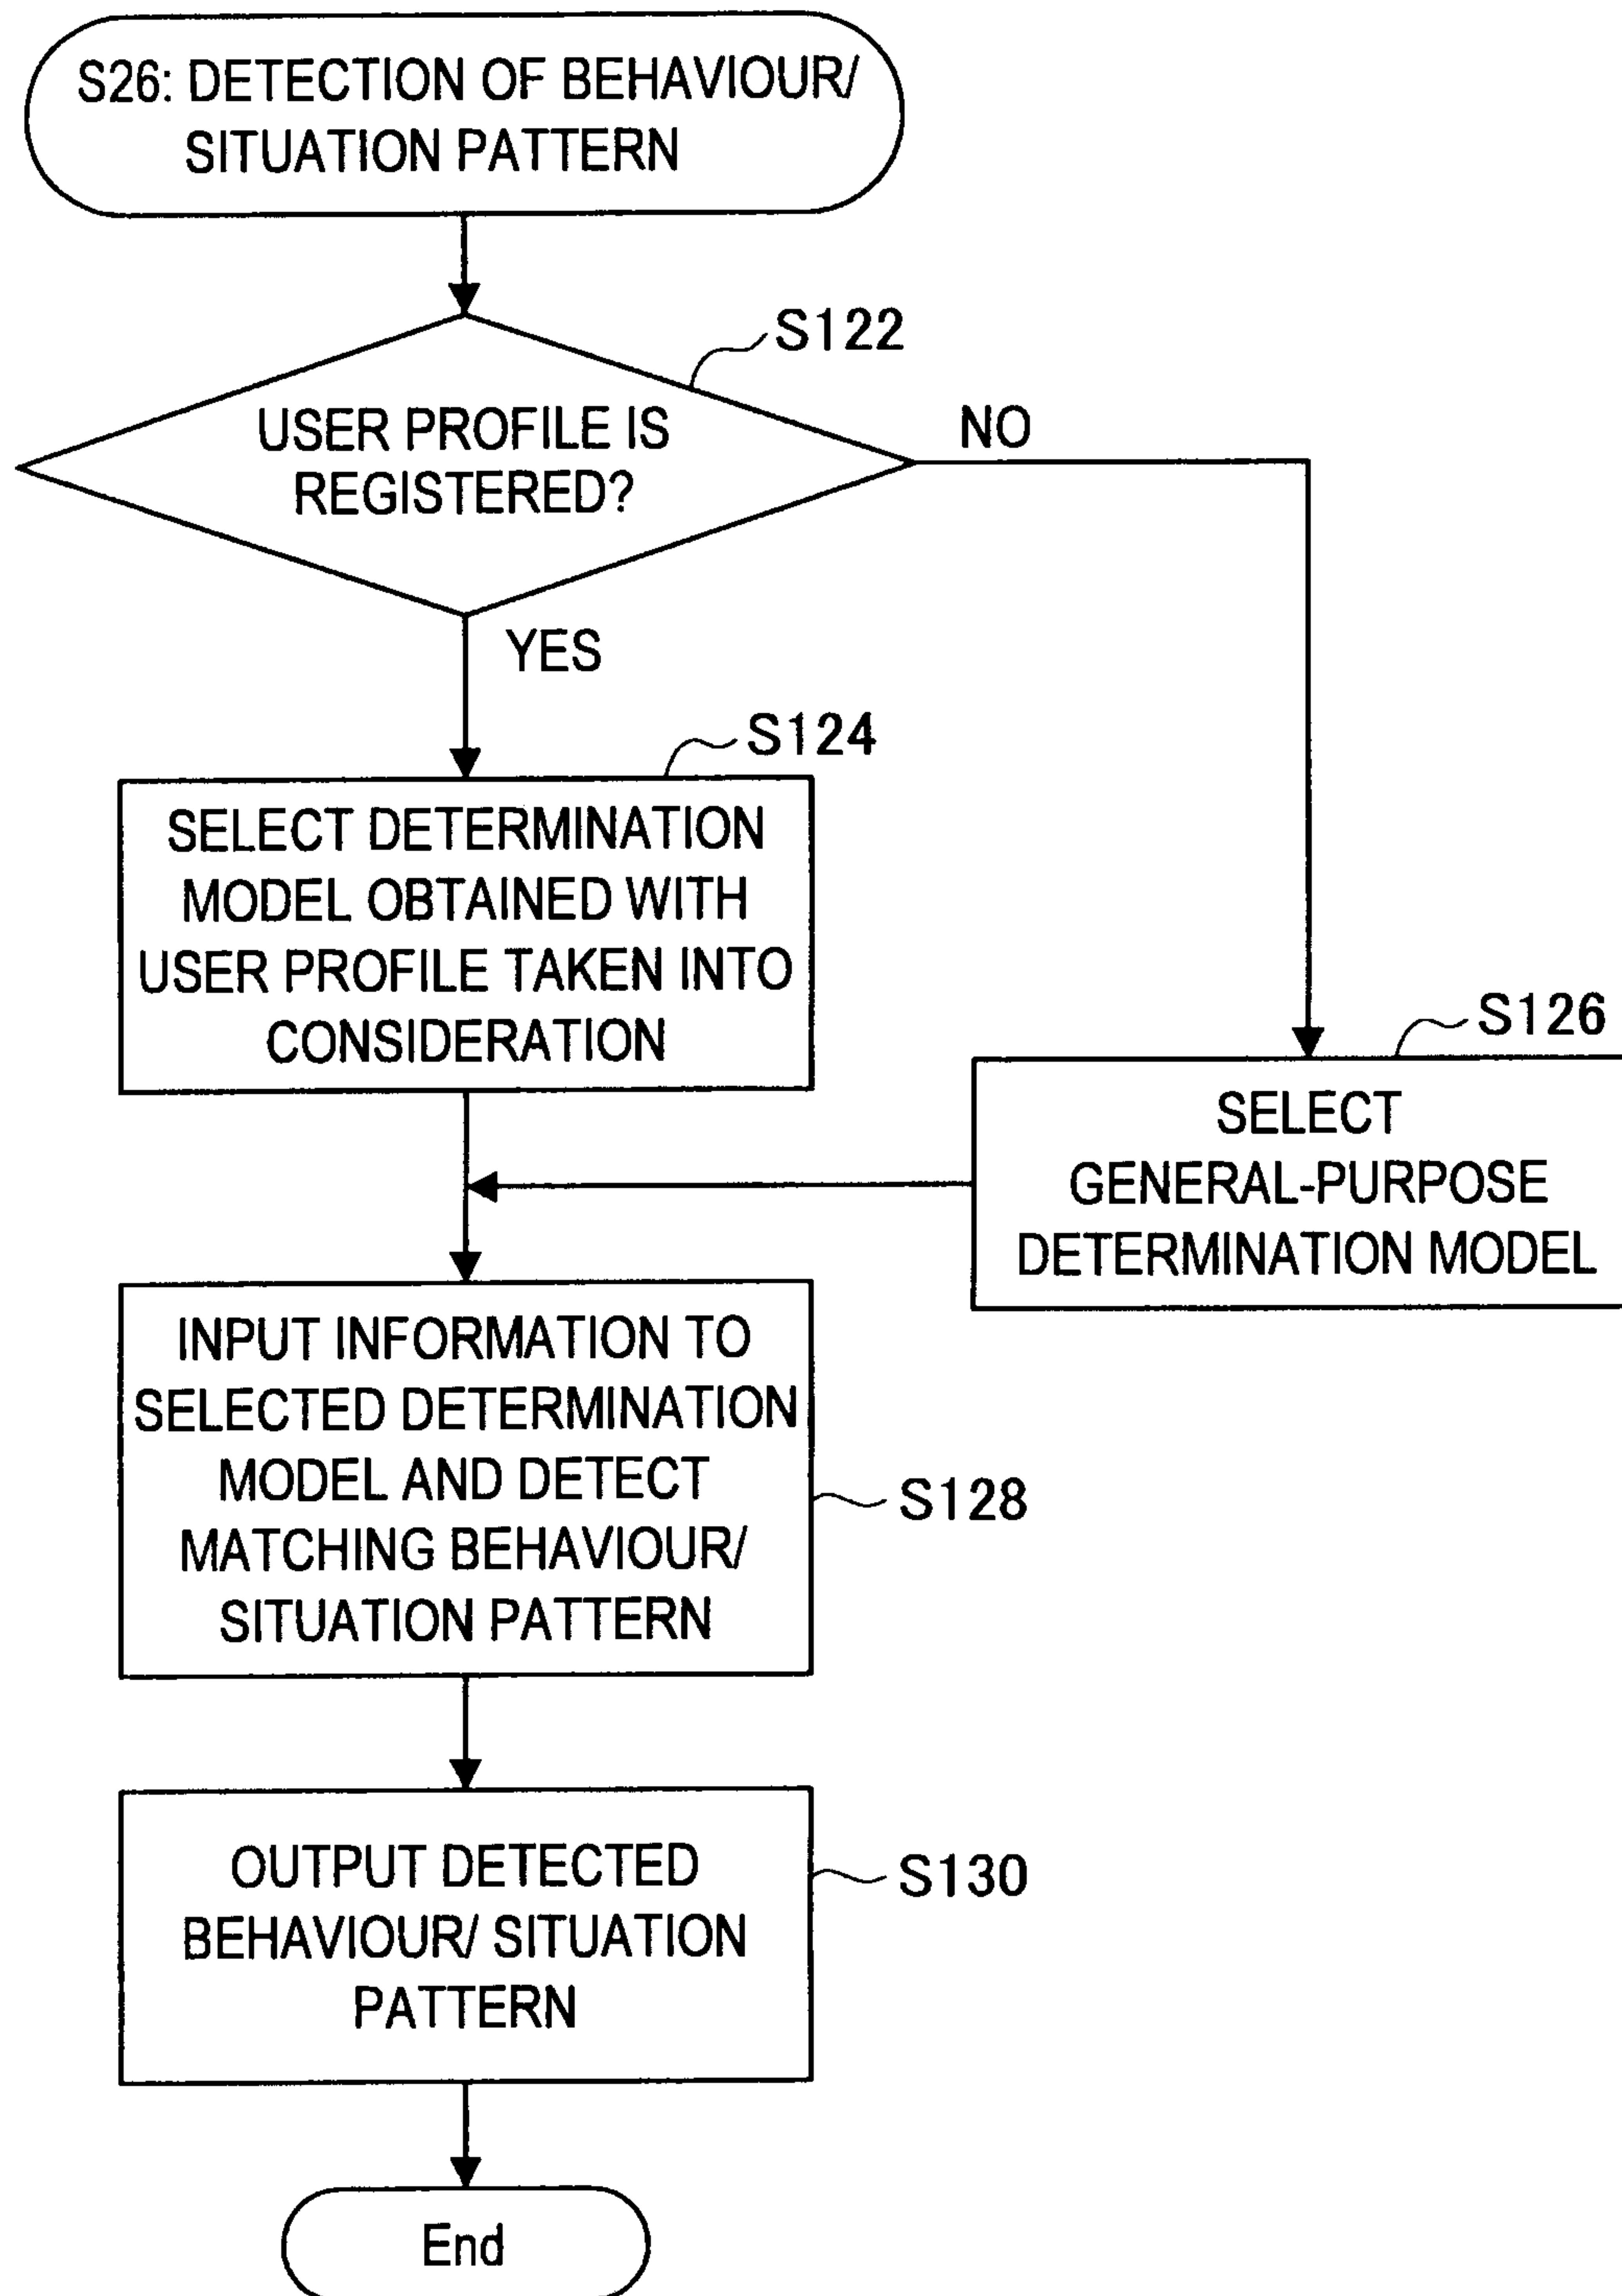 S26: DETECTION OF BEHAVIOUR/
SITUATION PATTERN
S122
USER PROFILE IS
REGISTERED?
NO
YES
S124
SELECT DETERMINATION
MODEL OBTAINED WITH
USER PROFILE TAKEN INTO
CONSIDERATION
S126
SELECT
GENERAL-PURPOSE
DETERMINATION MODEL
INPUT INFORMATION TO
SELECTED DETERMINATION
MODEL AND DETECT
MATCHING BEHAVIOUR/
SITUATION PATTERN
S128
OUTPUT DETECTED
BEHAVIOUR/ SITUATION
PATTERN
S130
End